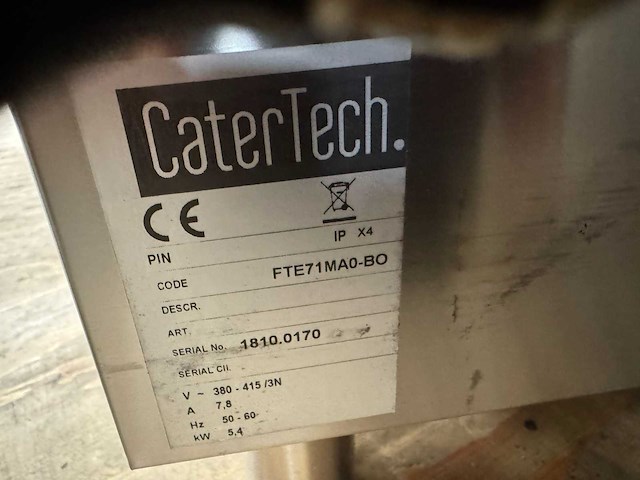 CaterTech.
CE
IP X4
PIN
CODE FTE71MA0-BO
DESCR.
ART.
SERIAL No. 1810.0170
SERIAL CII.
V ~ 380 - 415 /3N
A 7,8
Hz 50 - 60
kW 5,4